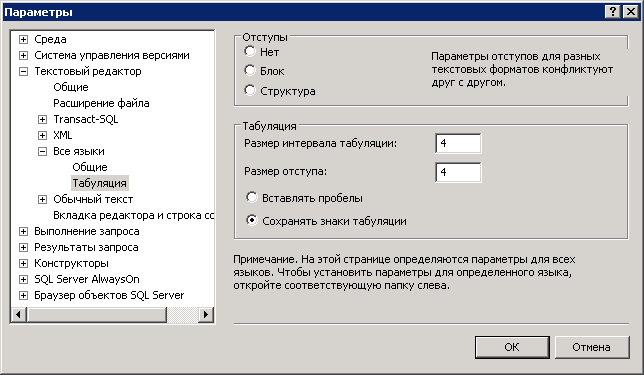 Параметры
Среда
Система управления версиями
Текстовый редактор
Общие
Расширение файла
Transact-SQL
XML
Все языки
Общие
Табуляция
Обычный текст
Вкладка редактора и строка сс
Выполнение запроса
Результаты запроса
Конструкторы
SQL Server AlwaysOn
Браузер объектов SQL Server
Отступы
Нет
Блок
Структура
Параметры отступов для разных
текстовых форматов конфликтуют
друг с другом.
Табуляция
Размер интервала табуляции: 4
Размер отступа: 4
Вставлять пробелы
Сохранять знаки табуляции
Примечание. На этой странице определяются параметры для всех
языков. Чтобы установить параметры для определенного языка,
откройте соответствующую папку слева.
OK
Отмена